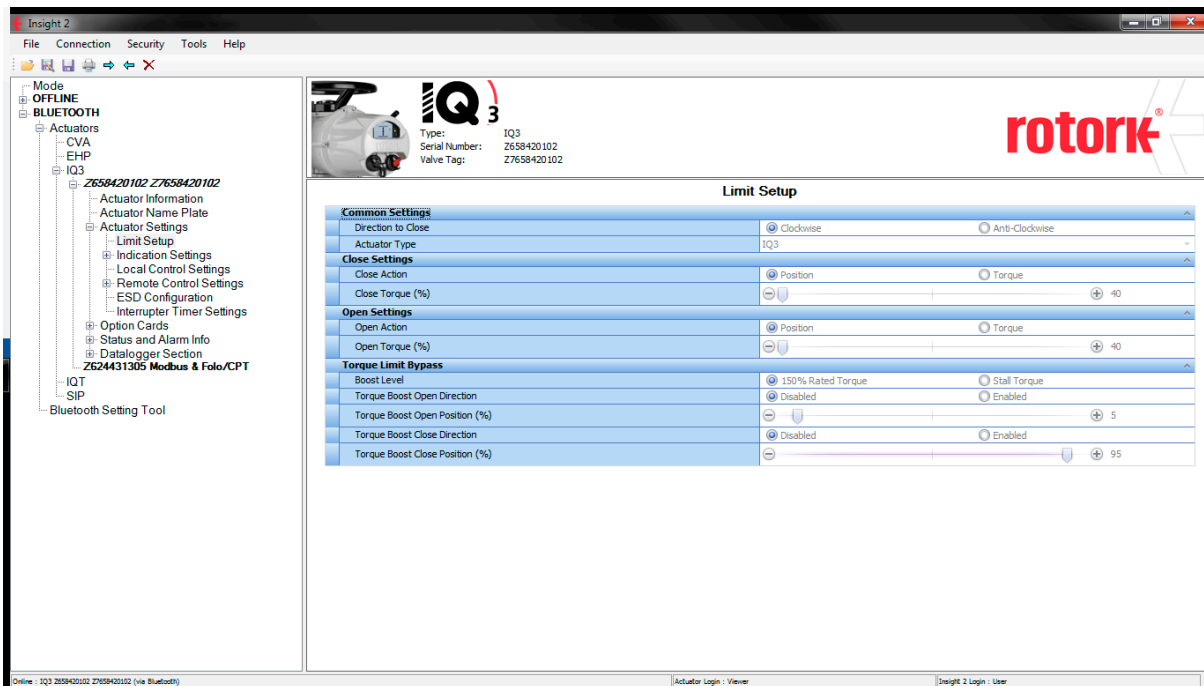 Insight 2
File Connection Security Tools Help
Mode
OFFLINE
BLUETOOTH
Actuators
CVA
EHP
IQ3
Z658420102 Z7658420102
Actuator Information
Actuator Name Plate
Actuator Settings
Limit Setup
Indication Settings
Local Control Settings
Remote Control Settings
ESD Configuration
Interrupter Timer Settings
Option Cards
Status and Alarm Info
Datalogger Section
Z624431305 Modbus & Folo/CPT
IQT
SIP
Bluetooth Setting Tool
IQ3
Type: IQ3
Serial Number: Z658420102
Valve Tag: Z7658420102
rotork®
Limit Setup
Common Settings
Direction to Close Clockwise Anti-Clockwise
Actuator Type IQ3
Close Settings
Close Action Position Torque
Close Torque (%) 40
Open Settings
Open Action Position Torque
Open Torque (%) 40
Torque Limit Bypass
Boost Level 150% Rated Torque Stall Torque
Torque Boost Open Direction Disabled Enabled
Torque Boost Open Position (%) 5
Torque Boost Close Direction Disabled Enabled
Torque Boost Close Position (%) 95
Online : IQ3 Z658420102 Z7658420102 (via Bluetooth) Actuator Login : Viewer Insight 2 Login : User